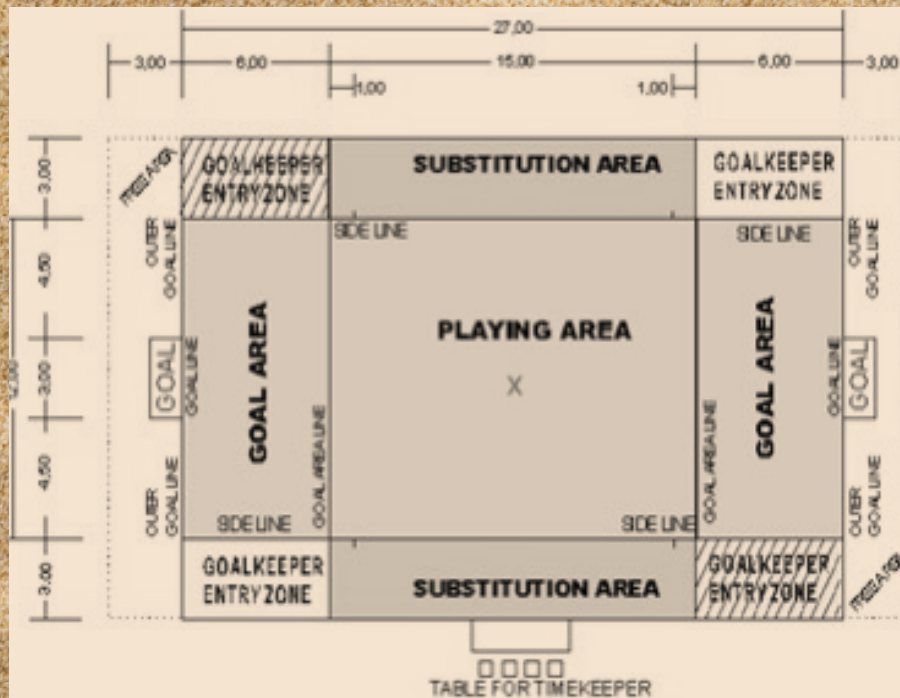 27,00
3,00 6,00 15,00 6,00 3,00
1,00 1,00
3,00
GOALKEEPER
ENTRY ZONE
SUBSTITUTION AREA
GOALKEEPER
ENTRY ZONE
FREE AREA
SIDE LINE
SIDE LINE
OUTER
GOAL LINE
OUTER
GOAL LINE
4,50
3,00
4,50
GOAL
GOAL LINE
GOAL AREA
GOAL AREA LINE
PLAYING AREA
X
GOAL AREA LINE
GOAL AREA
GOAL LINE
GOAL
OUTER
GOAL LINE
OUTER
GOAL LINE
SIDE LINE
SIDE LINE
3,00
GOALKEEPER
ENTRY ZONE
SUBSTITUTION AREA
GOALKEEPER
ENTRY ZONE
FREE AREA
TABLE FOR TIMEKEEPER